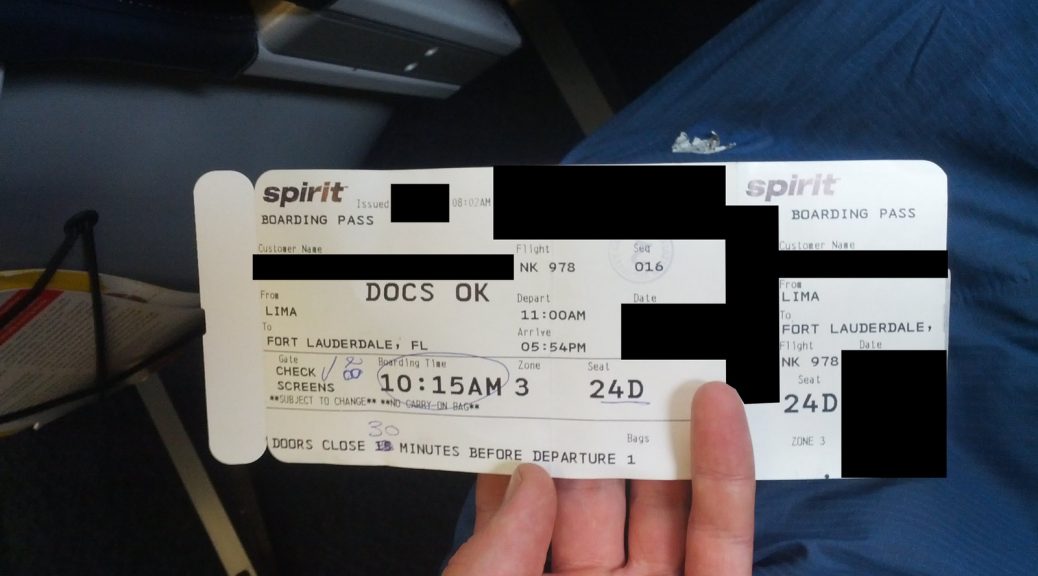 spirit
Issued 08:02AM
BOARDING PASS
Customer Name
DOCS OK
From
LIMA
To
FORT LAUDERDALE, FL
Flight
NK 978
Seq
016
Depart
11:00AM
Date
Arrive
05:54PM
Gate
CHECK
SCREENS
Boarding Time
10:15AM
Zone
3
Seat
24D
**SUBJECT TO CHANGE** **NO CARRY-ON BAG**
30
DOORS CLOSE MINUTES BEFORE DEPARTURE
Bags
1
spirit
BOARDING PASS
Customer Name
From
LIMA
To
FORT LAUDERDALE,
Flight
NK 978
Date
Seat
24D
ZONE 3